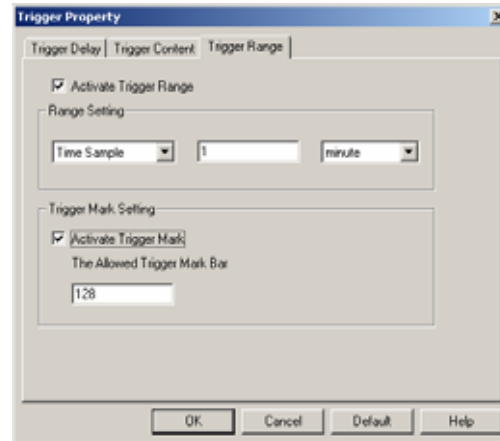 Trigger Property
Trigger Delay Trigger Content Trigger Range
Activate Trigger Range
Range Setting
Time Sample 1 minute
Trigger Mark Setting
Activate Trigger Mark
The Allowed Trigger Mark Bar
128
OK Cancel Default Help